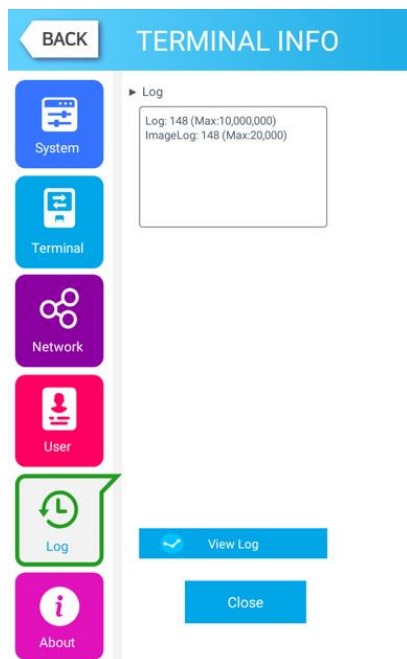 BACK
TERMINAL INFO
System
Terminal
Network
User
Log
About
► Log
Log: 148 (Max:10,000,000)
ImageLog: 148 (Max:20,000)
View Log
Close